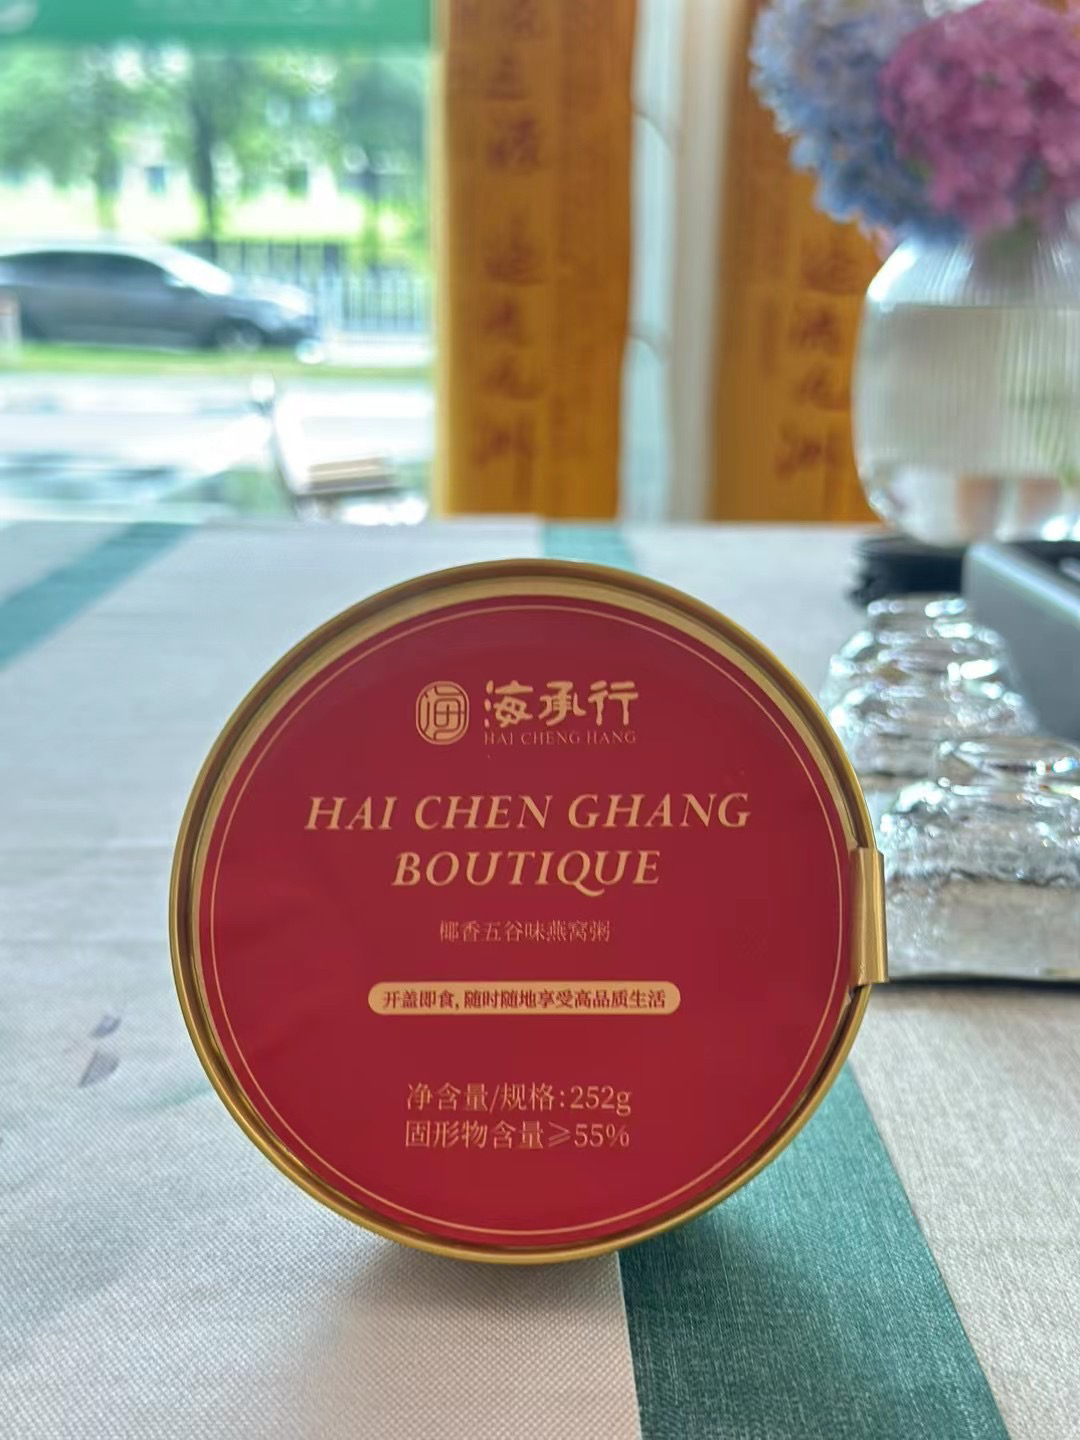 海
海承行
HAI CHENG HANG
HAI CHEN GHANG
BOUTIQUE
椰香五谷味燕窝粥
开盖即食,随时随地享受高品质生活
净含量/规格:252g
固形物含量≥55%